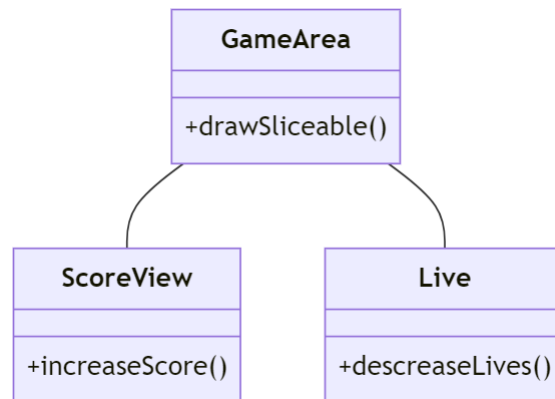 GameArea
+drawSliceable()
ScoreView
+increaseScore()
Live
+descreaseLives()